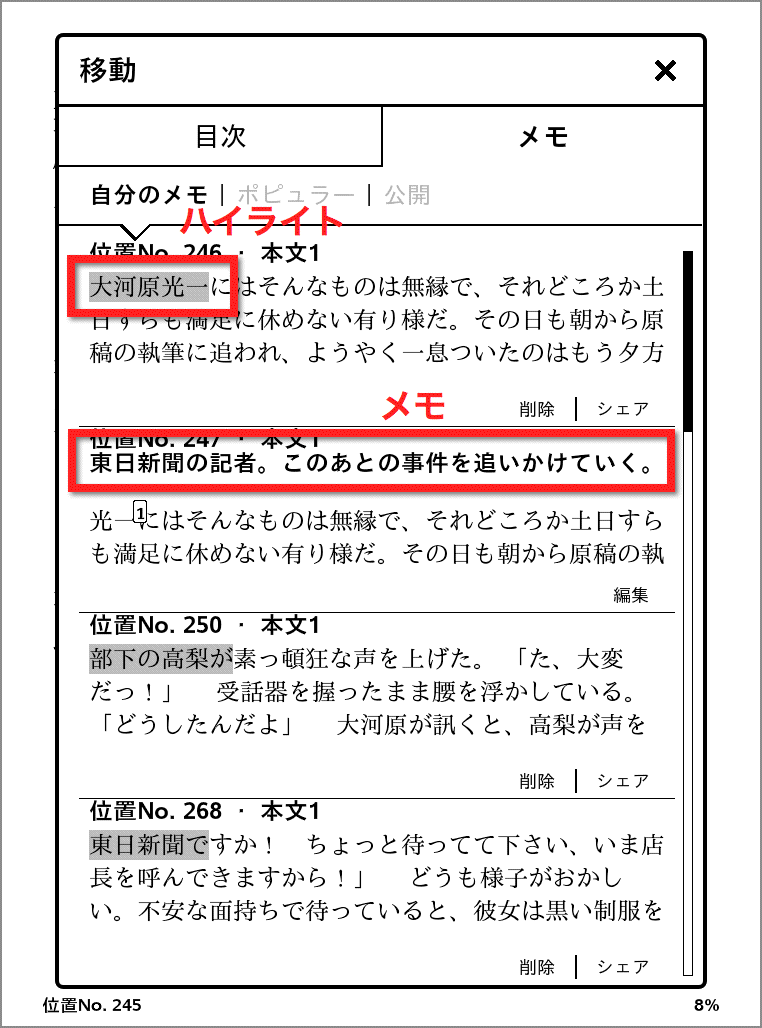 移動 ×
目次 メモ
自分のメモ | ポピュラー | 公開
ハイライト
位置No. 246 · 本文1
大河原光一にはそんなものは無縁で、それどころか土
日すらも満足に休めない有り様だ。その日も朝から原
稿の執筆に追われ、ようやく一息ついたのはもう夕方
削除 | シェア
メモ
位置No. 247 · 本文1
東日新聞の記者。このあとの事件を追いかけていく。
1
光一にはそんなものは無縁で、それどころか土日すら
も満足に休めない有り様だ。その日も朝から原稿の執
編集
位置No. 250 · 本文1
部下の高梨が素っ頓狂な声を上げた。 「た、大変
だっ！」 受話器を握ったまま腰を浮かしている。
「どうしたんだよ」 大河原が訊くと、高梨が声を
削除 | シェア
位置No. 268 · 本文1
東日新聞ですか！ ちょっと待ってて下さい、いま店
長を呼んできますから！」 どうも様子がおかし
い。不安な面持ちで待っていると、彼女は黒い制服を
削除 | シェア
位置No. 245 8%